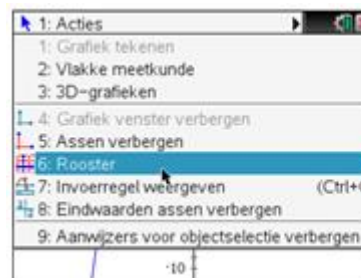 1: Acties
1: Grafiek tekenen
2: Vlakke meetkunde
3: 3D-grafieken
4: Grafiek venster verbergen
5: Assen verbergen
6: Rooster
7: Invoerregel weergeven (Ctrl+
8: Eindwaarden assen verbergen
9: Aanwijzers voor objectselectie verbergen
-10